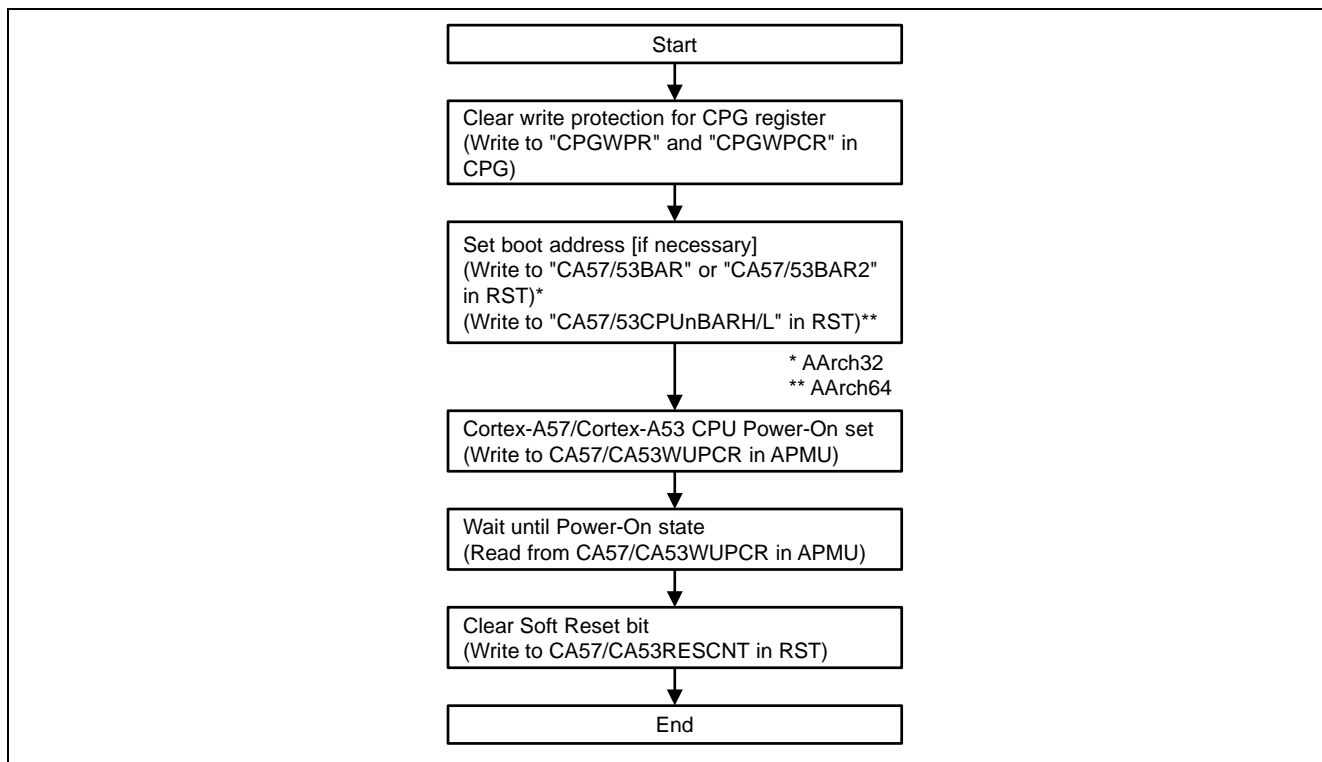 Start
Clear write protection for CPG register
(Write to "CPGWPR" and "CPGWPCR" in
CPG)
Set boot address [if necessary]
(Write to "CA57/53BAR" or "CA57/53BAR2"
in RST)*
(Write to "CA57/53CPUnBARH/L" in RST)**
* AArch32
** AArch64
Cortex-A57/Cortex-A53 CPU Power-On set
(Write to CA57/CA53WUPCR in APMU)
Wait until Power-On state
(Read from CA57/CA53WUPCR in APMU)
Clear Soft Reset bit
(Write to CA57/CA53RESCNT in RST)
End